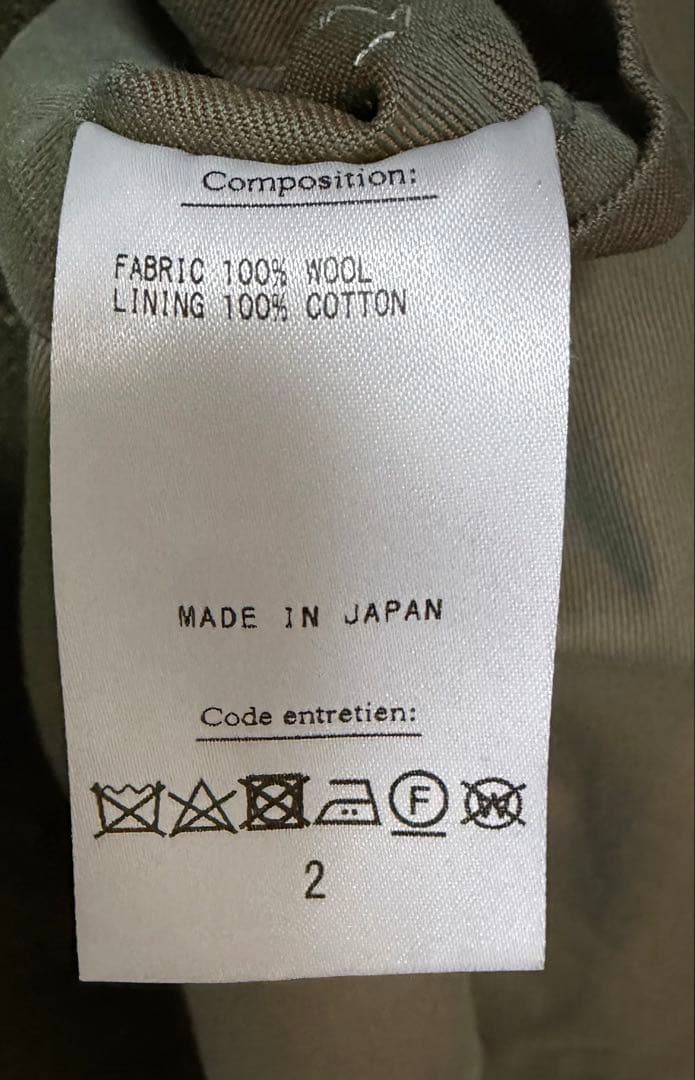 Composition:
FABRIC 100% WOOL
LINING 100% COTTON
MADE IN JAPAN
Code entretien:
F W
2